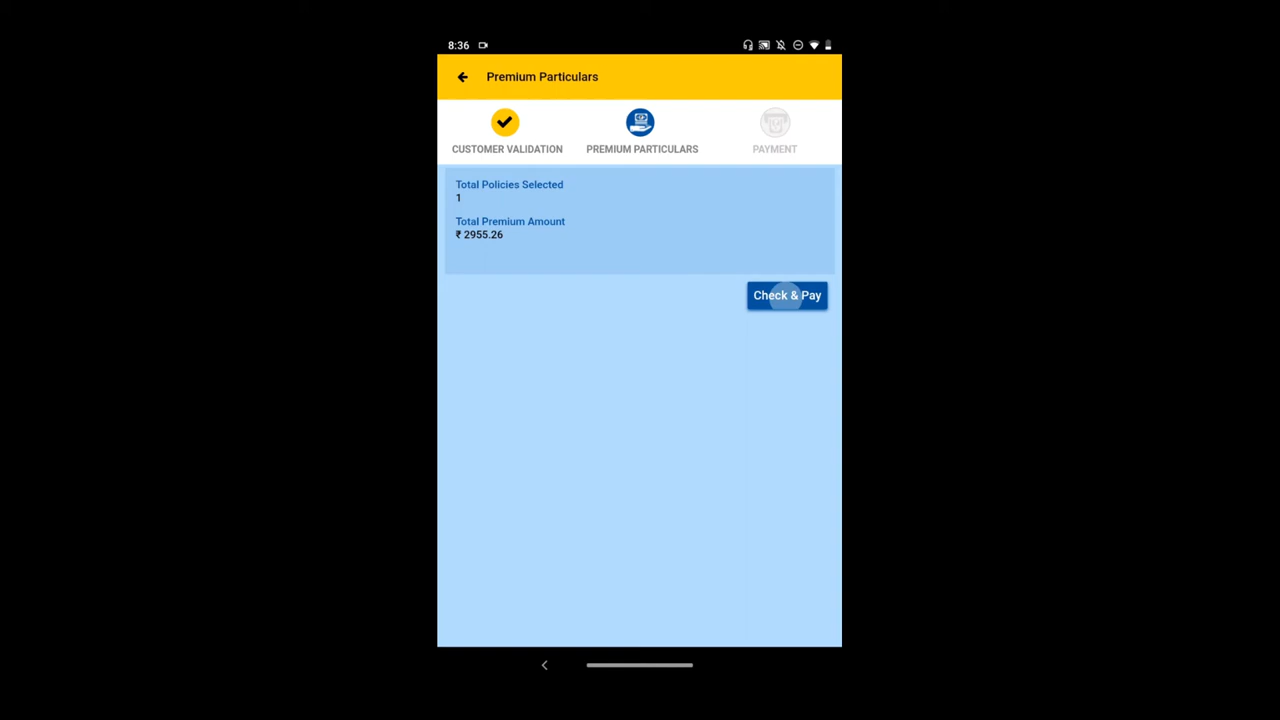 8:36
Premium Particulars
CUSTOMER VALIDATION
PREMIUM PARTICULARS
PAYMENT
Total Policies Selected
1
Total Premium Amount
₹ 2955.26
Check & Pay